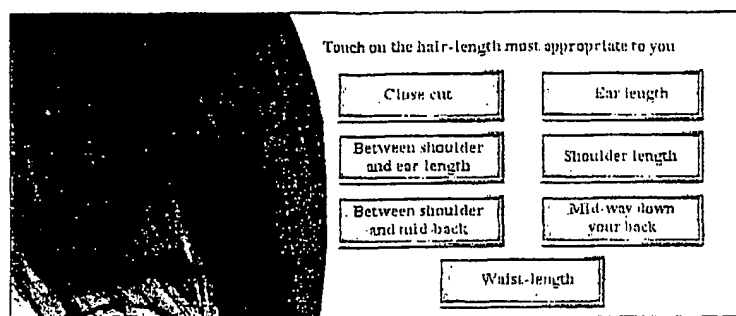 Touch on the hair-length most appropriate to you
Close cut
Ear length
Between shoulder
and ear length
Shoulder length
Between shoulder
and mid-back
Mid-way down
your back
Waist-length